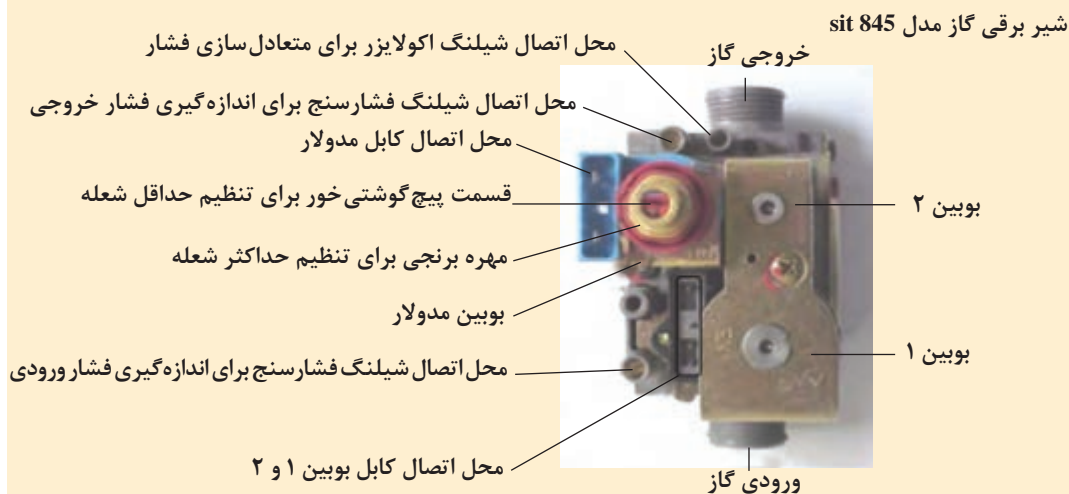 شیر برقی گاز مدل sit 845
خروجی گاز
محل اتصال شیلنگ اکولایزر برای متعادل‌سازی فشار
محل اتصال شیلنگ فشارسنج برای اندازه‌گیری فشار خروجی
محل اتصال کابل مدولار
قسمت پیچ‌گوشتی‌خور برای تنظیم حداقل شعله
بوبین ۲
مهره برنجی برای تنظیم حداکثر شعله
بوبین مدولار
بوبین ۱
محل اتصال شیلنگ فشارسنج برای اندازه‌گیری فشار ورودی
محل اتصال کابل بوبین ۱ و ۲
ورودی گاز